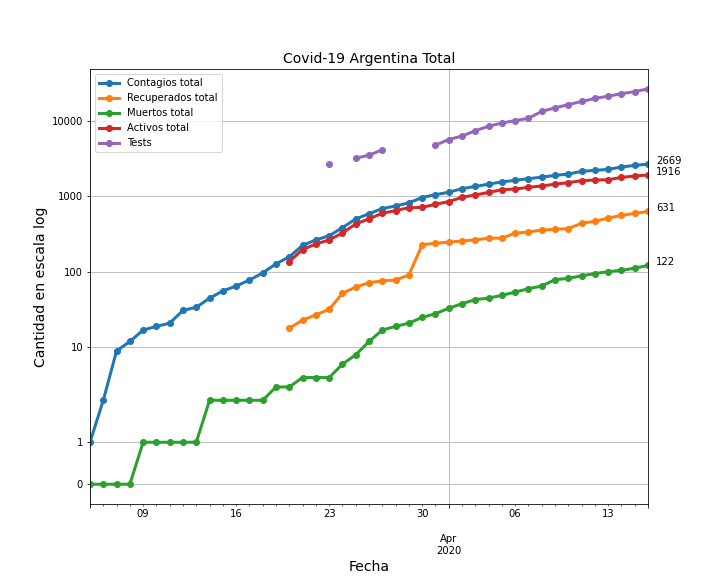 Covid-19 Argentina Total
Contagios total
Recuperados total
Muertos total
Activos total
Tests
Cantidad en escala log
10000
1000
100
10
1
0
2669
1916
631
122
09
16
23
30
06
13
Apr
2020
Fecha